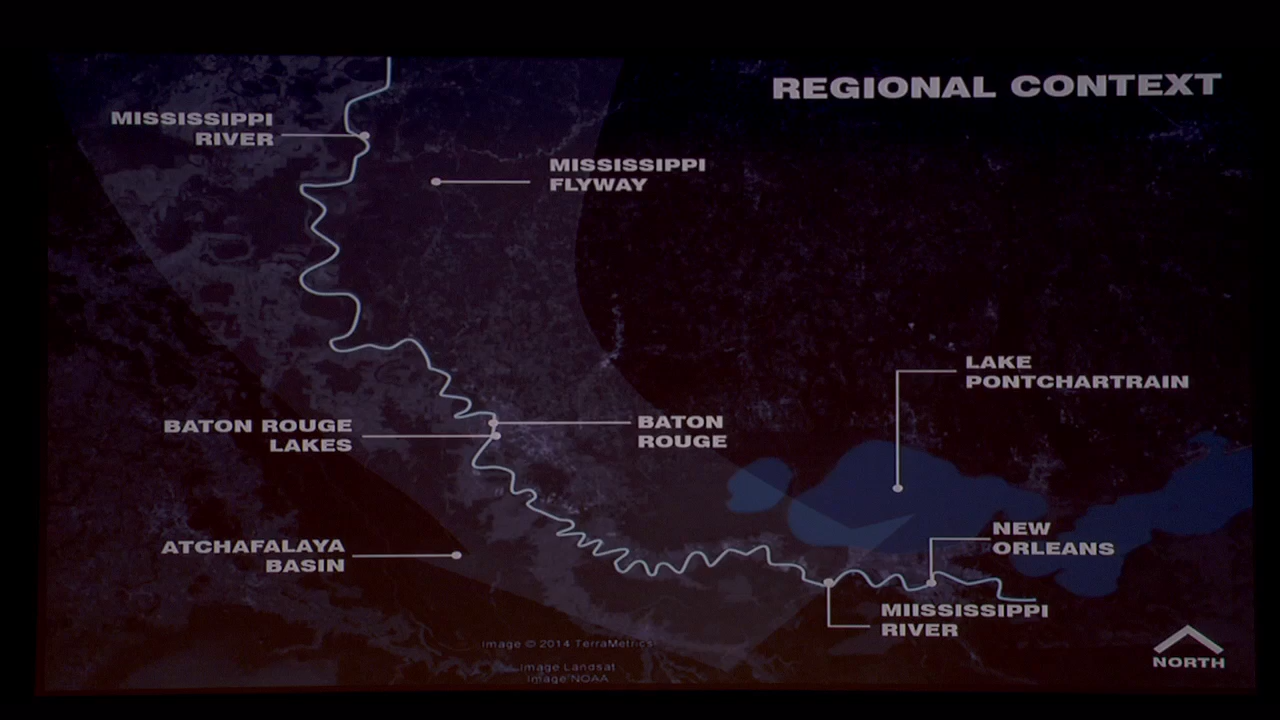 REGIONAL CONTEXT
MISSISSIPPI
RIVER
MISSISSIPPI
FLYWAY
LAKE
PONTCHARTRAIN
BATON ROUGE
LAKES
BATON
ROUGE
ATCHAFALAYA
BASIN
NEW
ORLEANS
MIISSISSIPPI
RIVER
Image © 2014 TerraMetrics
Image Landsat
Image NOAA
NORTH